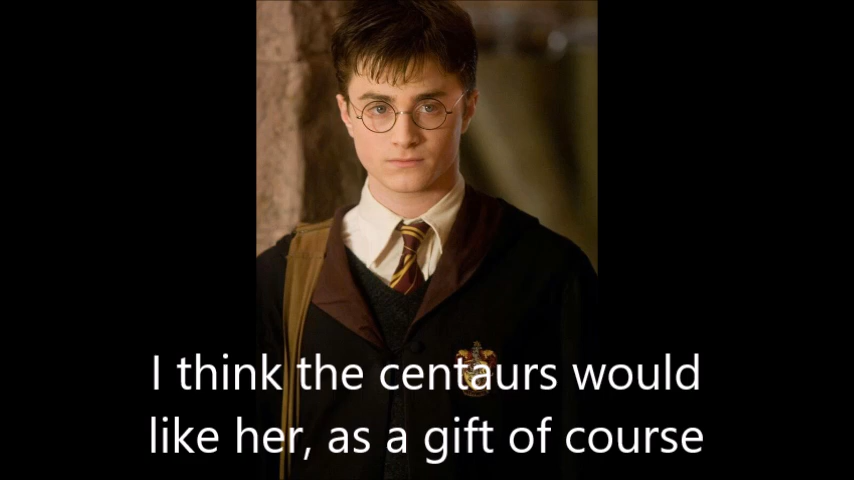 I think the centaurs would
like her, as a gift of course